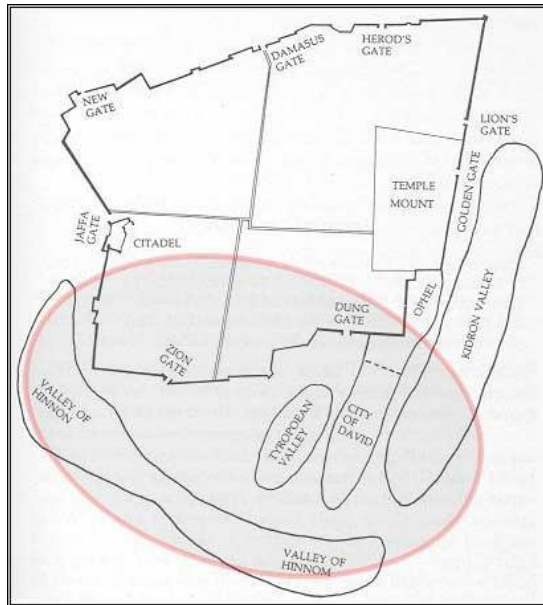 HEROD'S
GATE
DAMASUS
GATE
NEW
GATE
LION'S
GATE
GOLDEN GATE
TEMPLE
MOUNT
JAFFA
GATE
CITADEL
OPHEL
KIDRON VALLEY
DUNG
GATE
ZION
GATE
CITY
OF
DAVID
TYROPOEAN
VALLEY
VALLEY OF
HINNON
VALLEY OF
HINNOM